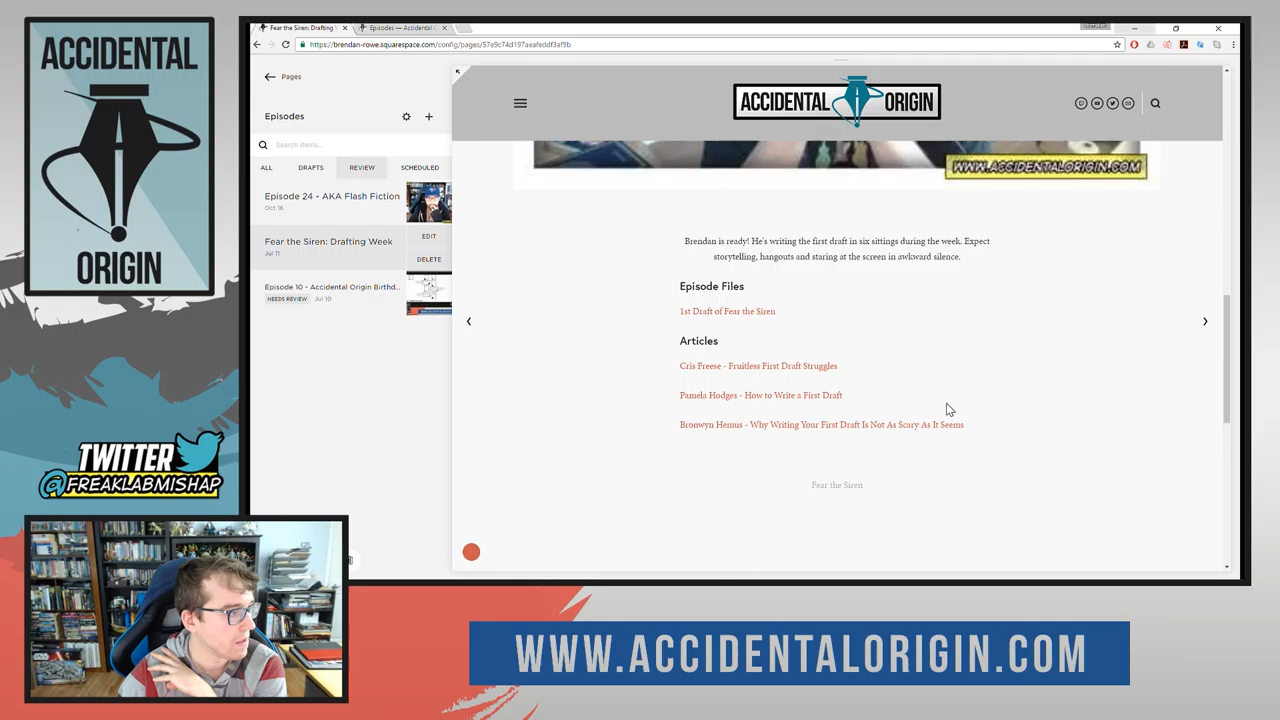 ACCIDENTAL
ORIGIN
TWITTER
@FREAKLABMISHAP
Fear the Siren: Drafting
Episodes — Accidental
https://brendan-rowe.squarespace.com/config/pages/57e9c74d197aeafeddf3af9b
Pages
Episodes
Search items...
ALL
DRAFTS
REVIEW
SCHEDULED
Episode 24 - AKA Flash Fiction
Oct 16
Fear the Siren: Drafting Week
Jul 11
EDIT
DELETE
Episode 10 - Accidental Origin Birthd...
NEEDS REVIEW
Jul 10
ACCIDENTAL ORIGIN
WWW.ACCIDENTALORIGIN.COM
Brendan is ready! He's writing the first draft in six sittings during the week. Expect
storytelling, hangouts and staring at the screen in awkward silence.
Episode Files
1st Draft of Fear the Siren
Articles
Cris Freese - Fruitless First Draft Struggles
Pamela Hodges - How to Write a First Draft
Bronwyn Hemus - Why Writing Your First Draft Is Not As Scary As It Seems
Fear the Siren
WWW.ACCIDENTALORIGIN.COM